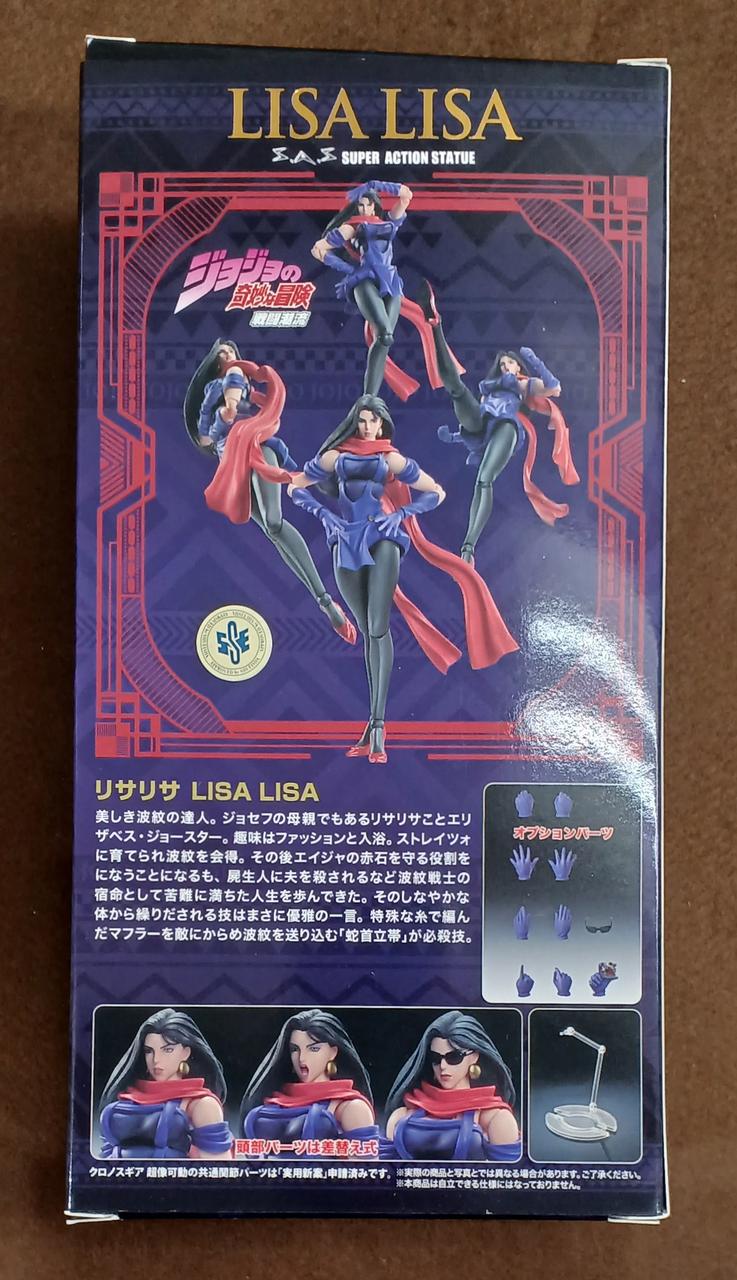 LISA LISA
S.A.S SUPER ACTION STATUE
ジョジョの
奇妙な冒険
戦闘潮流
リサリサ LISA LISA
美しき波紋の達人。ジョセフの母親でもあるリサリサことエリ
ザベス・ジョースター。趣味はファッションと入浴。ストレイツォ
に育てられ波紋を会得。その後エイジャの赤石を守る役割を
になうことになるも、屍生人に夫を殺されるなど波紋戦士の
宿命として苦難に満ちた人生を歩んできた。そのしなやかな
体から繰りだされる技はまさに優雅の一言。特殊な糸で編ん
だマフラーを敵にからめ波紋を送り込む「蛇首立帯」が必殺技。
オプションパーツ
頭部パーツは差替え式
クロノスギア 超像可動の共通関節パーツは「実用新案」申請済みです。
※実際の商品と写真とでは異なる場合があります。ご了承ください。
※本商品は自立できる仕様にはなっておりません。